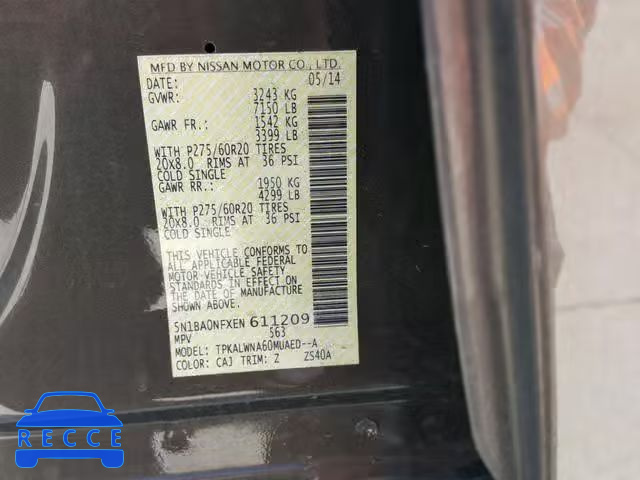 MFD BY NISSAN MOTOR CO., LTD.
DATE: 05/14
GVWR: 3243 KG
7150 LB
GAWR FR.: 1542 KG
3399 LB
WITH P275/60R20 TIRES
20X8.0 RIMS AT 36 PSI
COLD SINGLE
GAWR RR.: 1950 KG
4299 LB
WITH P275/60R20 TIRES
20X8.0 RIMS AT 36 PSI
COLD SINGLE
THIS VEHICLE CONFORMS TO
ALL APPLICABLE FEDERAL
MOTOR VEHICLE SAFETY
STANDARDS IN EFFECT ON
THE DATE OF MANUFACTURE
SHOWN ABOVE.
5N1BA0NFXEN 611209
MPV 563
MODEL: TPKALWNA60MUAED--A
COLOR: CAJ TRIM: Z ZS40A
RECCE